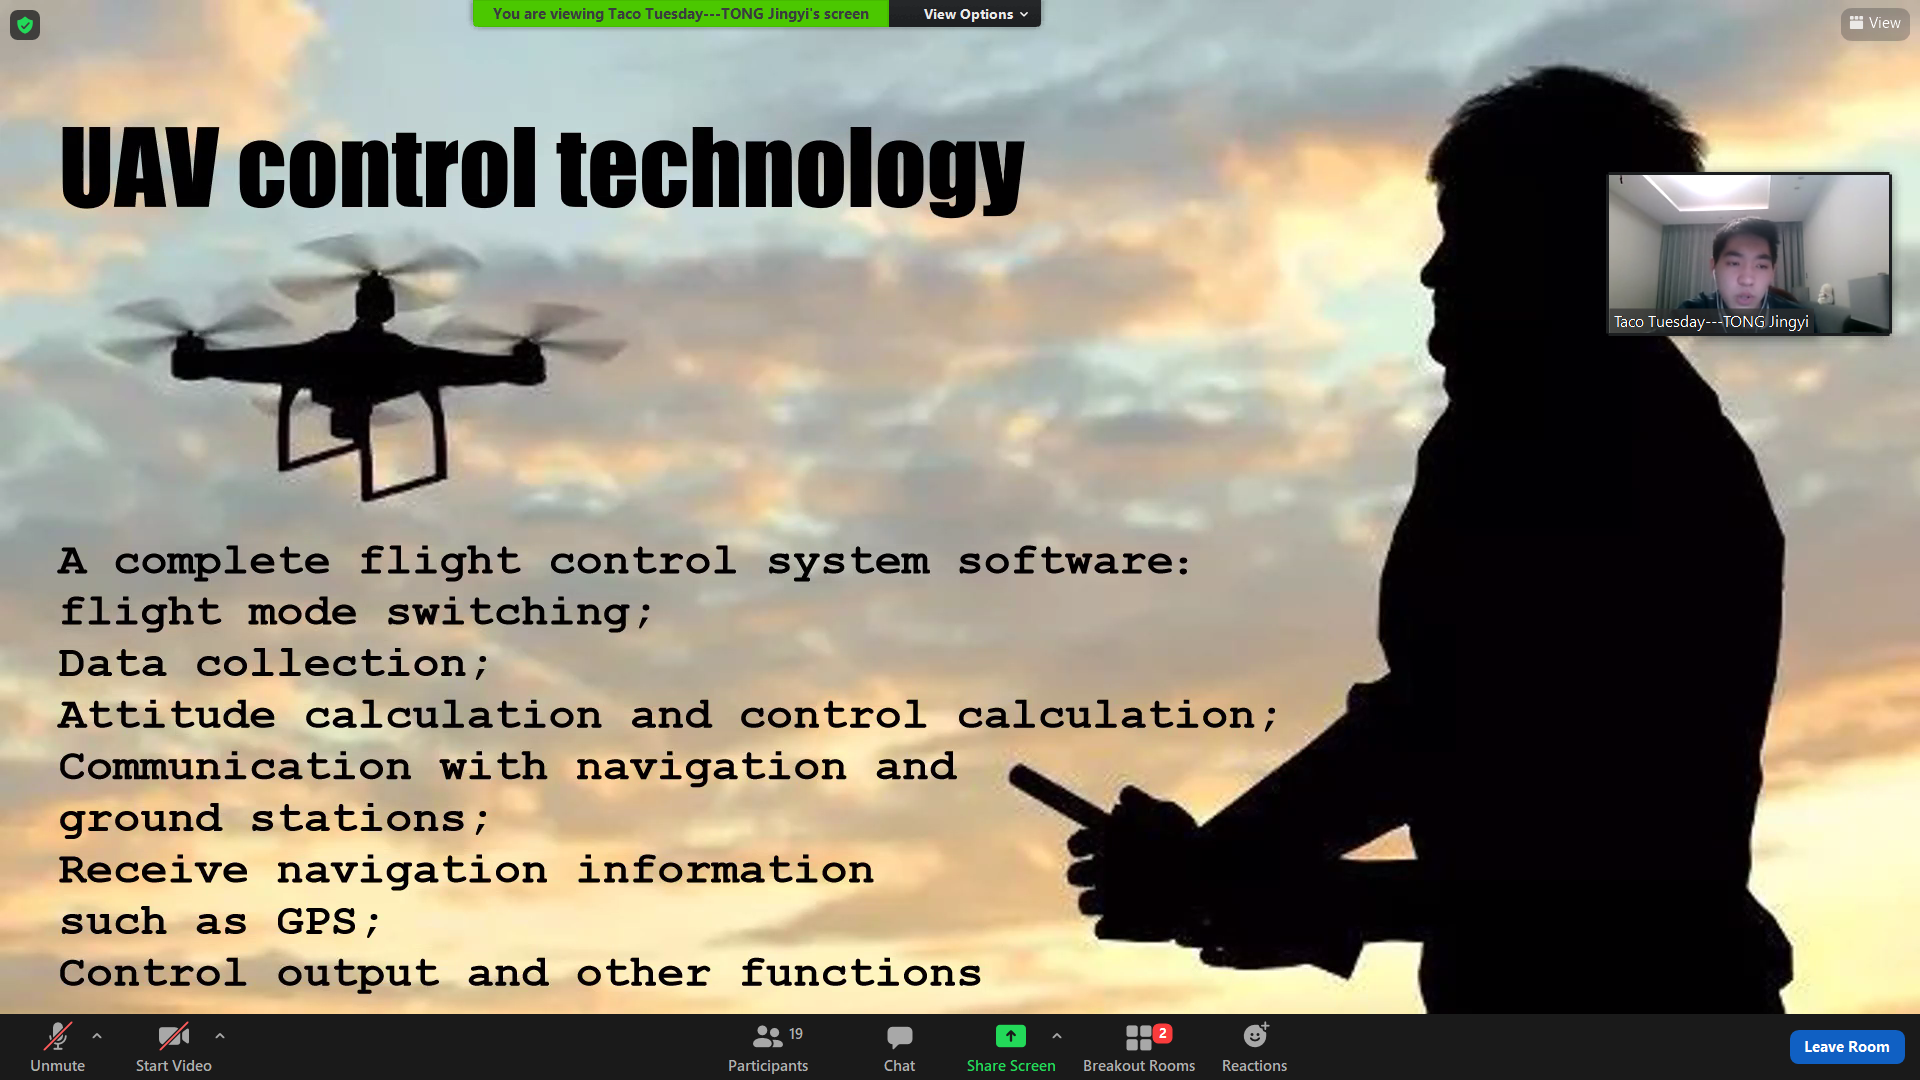 You are viewing Taco Tuesday---TONG Jingyi's screen
View Options
View
UAV control technology
Taco Tuesday---TONG Jingyi
A complete flight control system software:
flight mode switching;
Data collection;
Attitude calculation and control calculation;
Communication with navigation and
ground stations;
Receive navigation information
such as GPS;
Control output and other functions
Unmute
Start Video
19
Participants
Chat
Share Screen
2
Breakout Rooms
Reactions
Leave Room